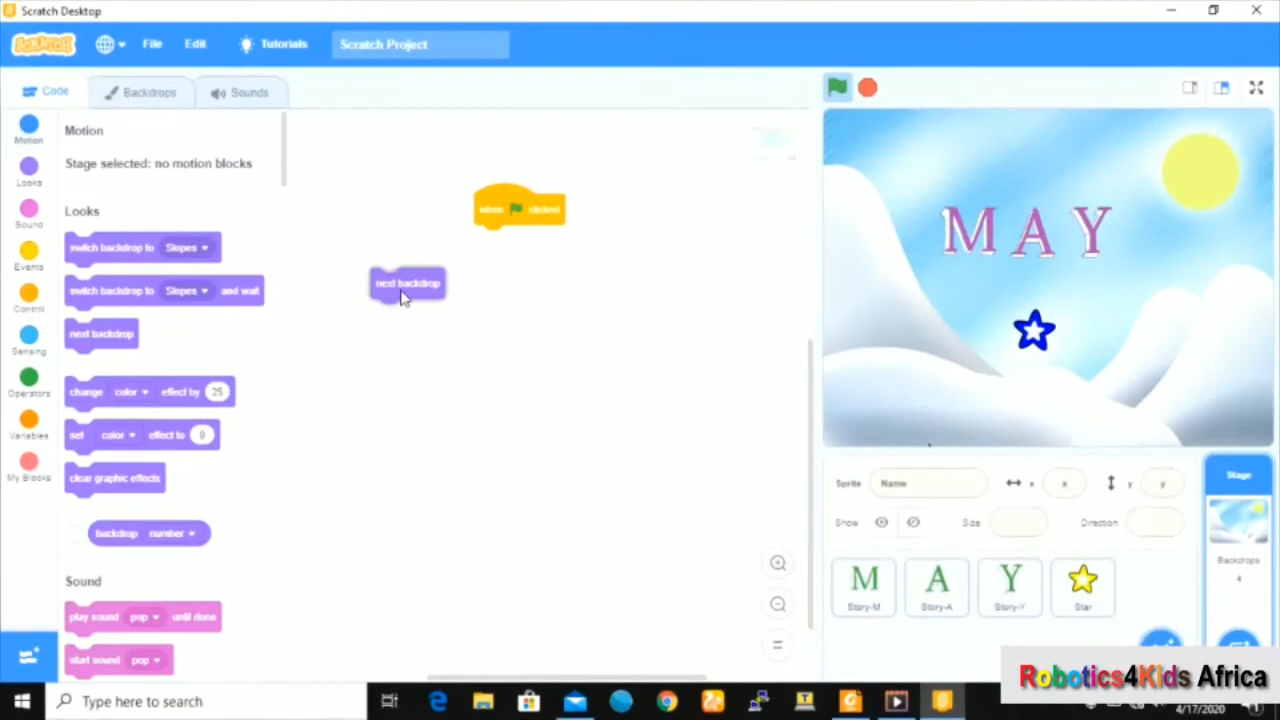 Scratch Desktop
SCRATCH File Edit Tutorials Scratch Project
Code Backdrops Sounds
Motion
Looks
Sound
Events
Control
Sensing
Operators
Variables
My Blocks
Motion
Stage selected: no motion blocks
Looks
switch backdrop to Slopes
switch backdrop to Slopes and wait
next backdrop
change color effect by 25
set color effect to 0
clear graphic effects
backdrop number
Sound
play sound pop until done
start sound pop
when clicked
next backdrop
M A Y
Sprite Name x x y y
Show Size Direction
M A Y
Story-M Story-A Story-Y Star
Stage
Backdrops
4
Robotics4Kids Africa
Type here to search
4/17/2020